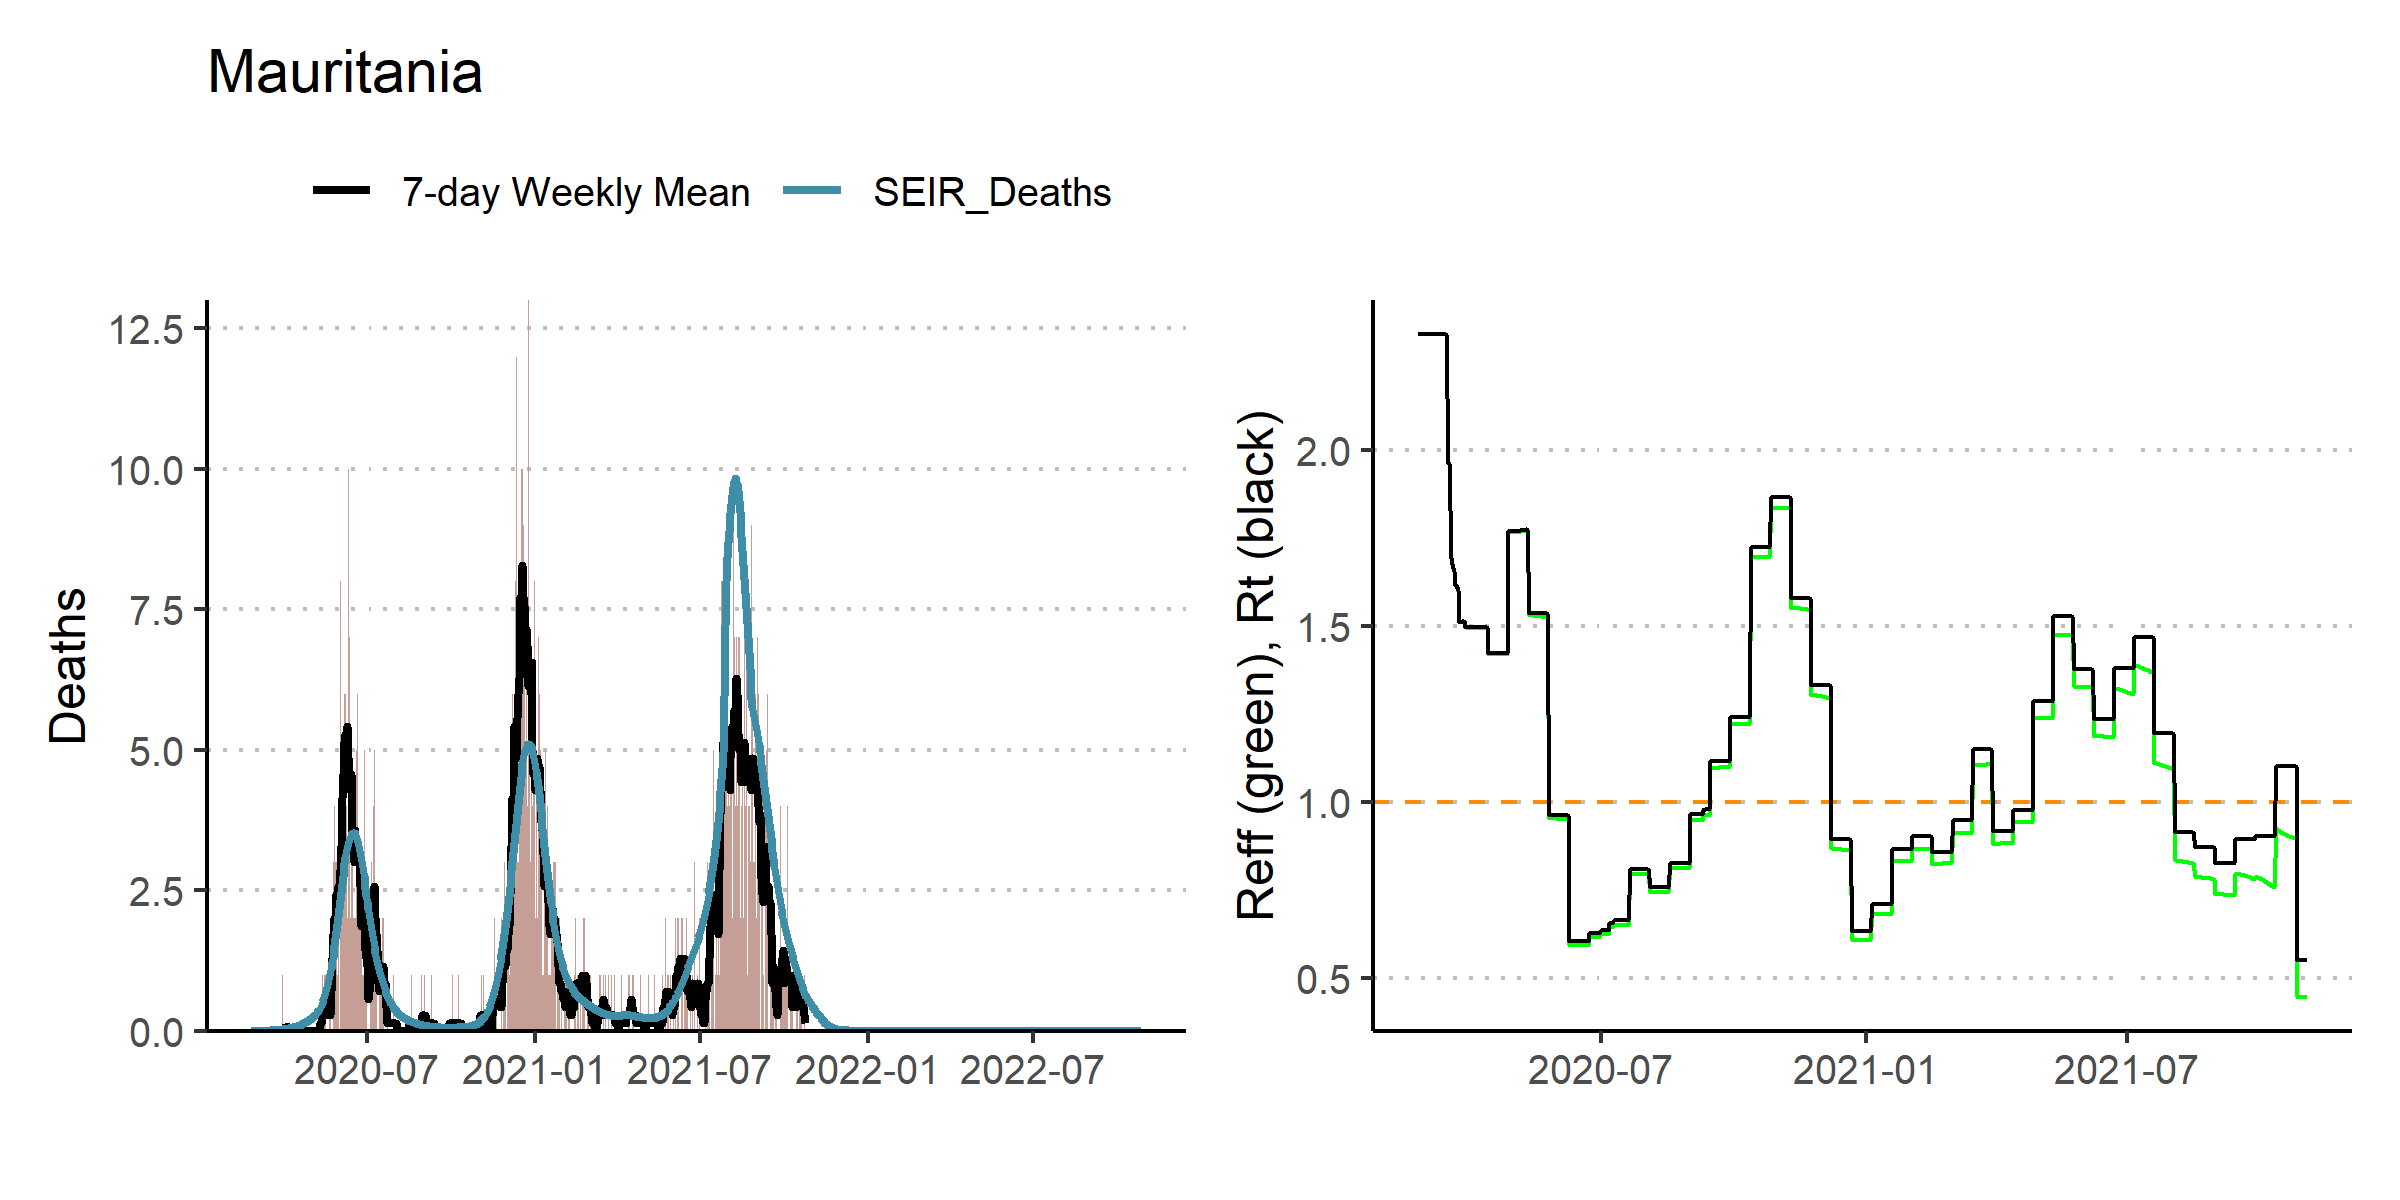 Mauritania
7-day Weekly Mean SEIR_Deaths
Deaths
12.5
10.0
7.5
5.0
2.5
0.0
2020-07 2021-01 2021-07 2022-01 2022-07
Reff (green), Rt (black)
2.0
1.5
1.0
0.5
2020-07 2021-01 2021-07